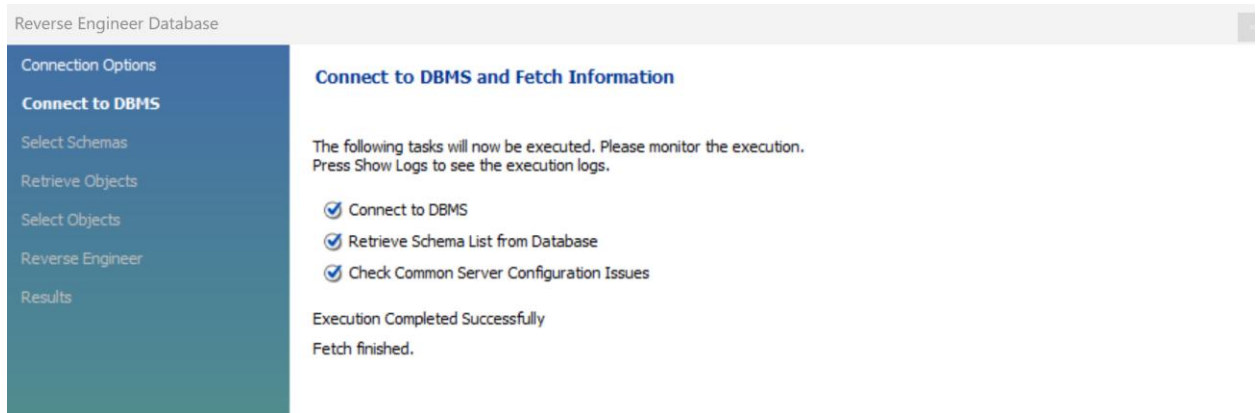 Reverse Engineer Database
Connection Options
Connect to DBMS
Select Schemas
Retrieve Objects
Select Objects
Reverse Engineer
Results
Connect to DBMS and Fetch Information
The following tasks will now be executed. Please monitor the execution.
Press Show Logs to see the execution logs.
Connect to DBMS
Retrieve Schema List from Database
Check Common Server Configuration Issues
Execution Completed Successfully
Fetch finished.